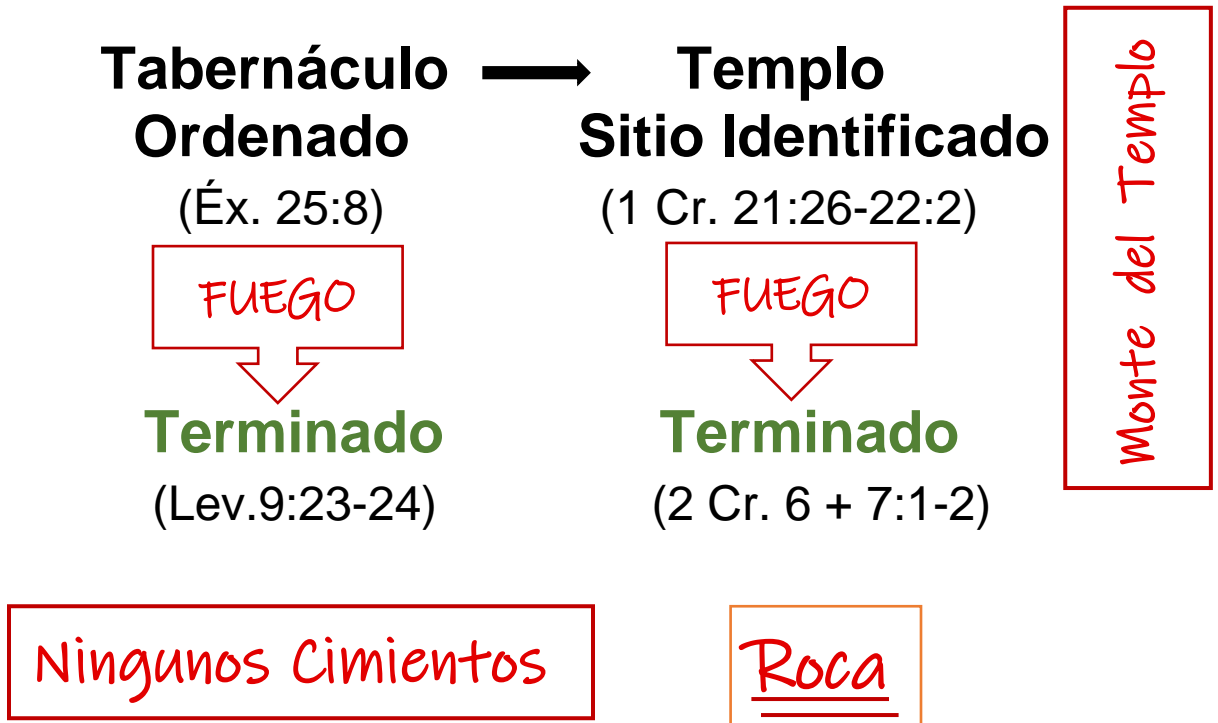 Tabernáculo → Templo
Ordenado Sitio Identificado
(Éx. 25:8) (1 Cr. 21:26-22:2)
FUEGO FUEGO
Terminado Terminado
(Lev.9:23-24) (2 Cr. 6 + 7:1-2)
Monte del Templo
Ningunos Cimientos
Roca